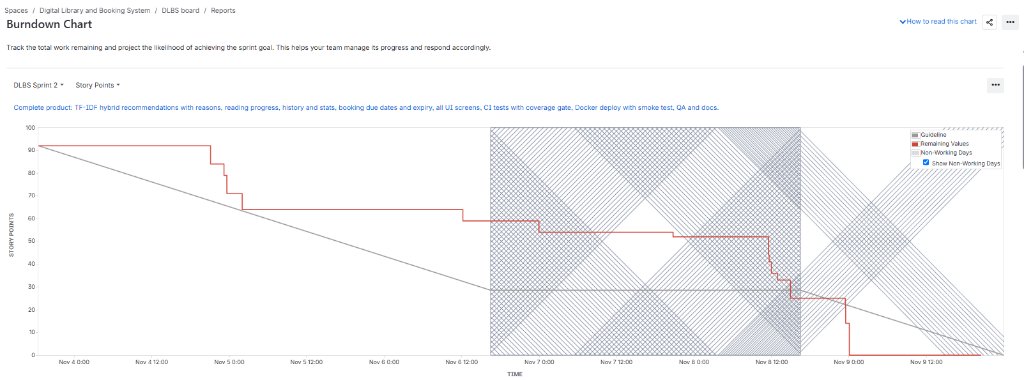 Spaces / Digital Library and Booking System / DLBS board / Reports
Burndown Chart
How to read this chart
Track the total work remaining and project the likelihood of achieving the sprint goal. This helps your team manage its progress and respond accordingly.
DLBS Sprint 2
Story Points
Complete product: TF-IDF hybrid recommendations with reasons, reading progress, history and stats, booking due dates and expiry, all UI screens, CI tests with coverage gate, Docker deploy with smoke test, QA and docs.
Guideline
Remaining Values
Non-Working Days
Show Non-Working Days
STORY POINTS
100
90
80
70
60
50
40
30
20
10
0
Nov 4 0:00
Nov 4 12:00
Nov 5 0:00
Nov 5 12:00
Nov 6 0:00
Nov 6 12:00
Nov 7 0:00
Nov 7 12:00
Nov 8 0:00
Nov 8 12:00
Nov 9 0:00
Nov 9 12:00
TIME